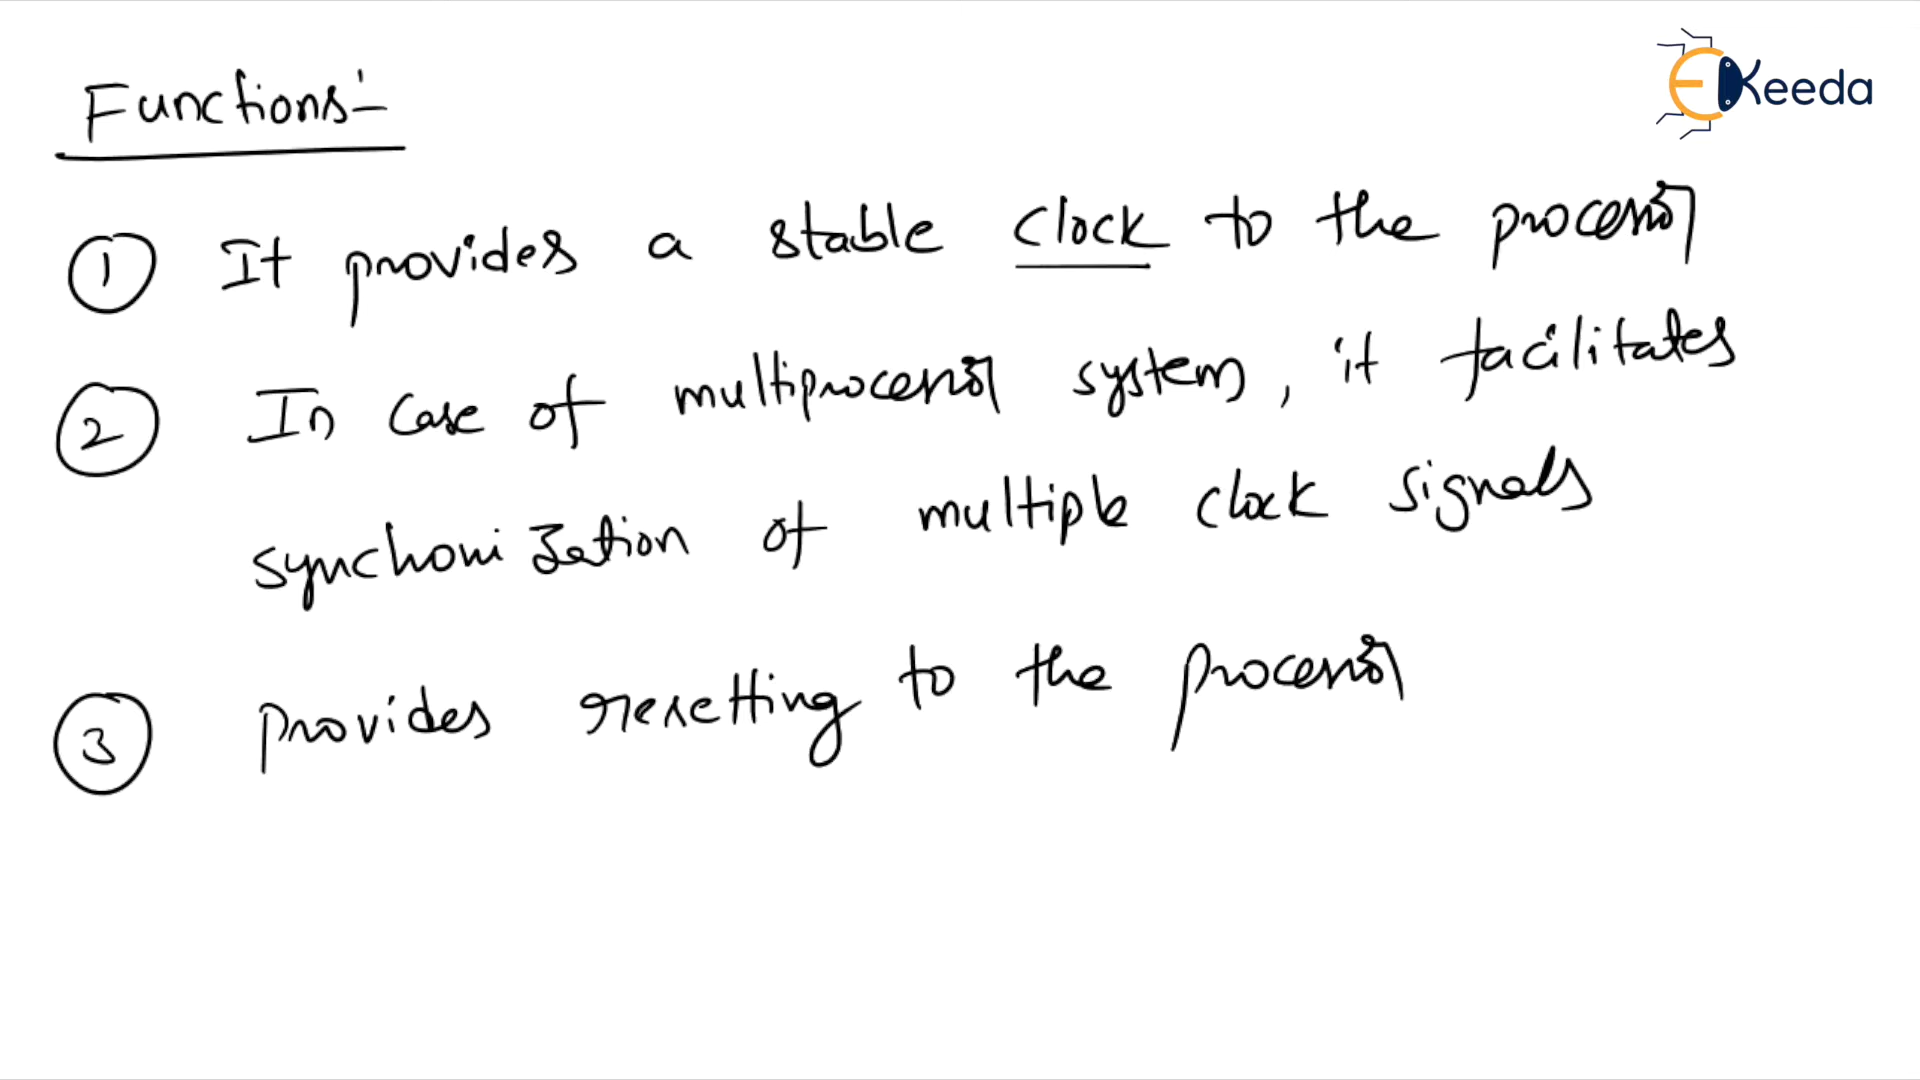 Functions:-
EKeeda
① It provides a stable clock to the processor
② In case of multiprocessor system, it facilitates
synchonization of multiple clock signals
③ provides resetting to the processor